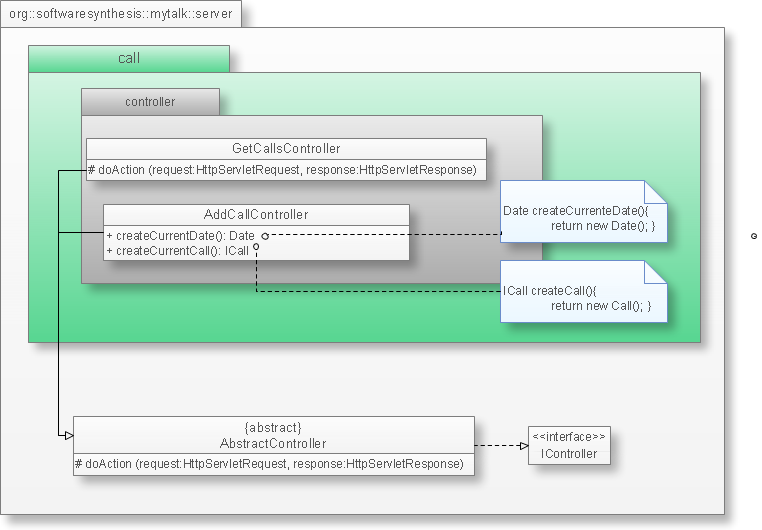 org::softwaresynthesis::mytalk::server
call
controller
GetCallsController
# doAction (request:HttpServletRequest, response:HttpServletResponse)
AddCallController
+ createCurrentDate(): Date
+ createCurrentCall(): ICall
Date createCurrenteDate(){
return new Date(); }
ICall createCall(){
return new Call(); }
{abstract}
AbstractController
# doAction (request:HttpServletRequest, response:HttpServletResponse)
<<interface>>
IController